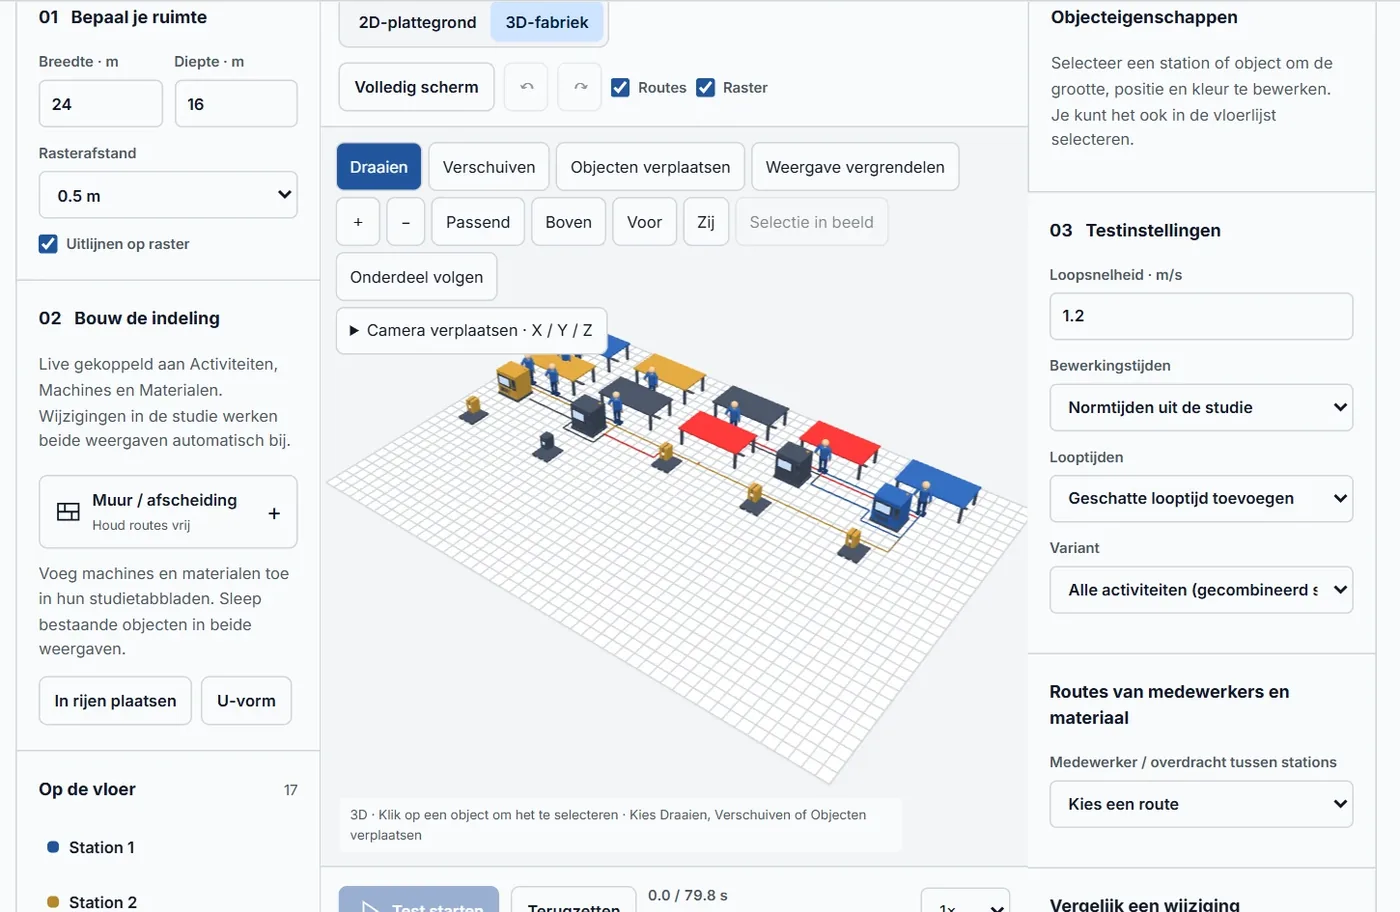 01 Bepaal je ruimte
Breedte · m
Diepte · m
24
16
Rasterafstand
0.5 m
Uitlijnen op raster
02 Bouw de indeling
Live gekoppeld aan Activiteiten,
Machines en Materialen.
Wijzigingen in de studie werken
beide weergaven automatisch bij.
Muur / afscheiding
Houd routes vrij
+
Voeg machines en materialen toe
in hun studietabbladen. Sleep
bestaande objecten in beide
weergaven.
In rijen plaatsen
U-vorm
Op de vloer
17
Station 1
Station 2
2D-plattegrond
3D-fabriek
Volledig scherm
Routes
Raster
Draaien
Verschuiven
Objecten verplaatsen
Weergave vergrendelen
+
−
Passend
Boven
Voor
Zij
Selectie in beeld
Onderdeel volgen
Camera verplaatsen · X / Y / Z
3D · Klik op een object om het te selecteren · Kies Draaien, Verschuiven of Objecten
verplaatsen
Test starten
Terugzetten
0.0 / 79.8 s
1×
Objecteigenschappen
Selecteer een station of object om de
grootte, positie en kleur te bewerken.
Je kunt het ook in de vloerlijst
selecteren.
03 Testinstellingen
Loopsnelheid · m/s
1.2
Bewerkingstijden
Normtijden uit de studie
Looptijden
Geschatte looptijd toevoegen
Variant
Alle activiteiten (gecombineerd s
Routes van medewerkers en
materiaal
Medewerker / overdracht tussen stations
Kies een route
Vergelijk een wijziging